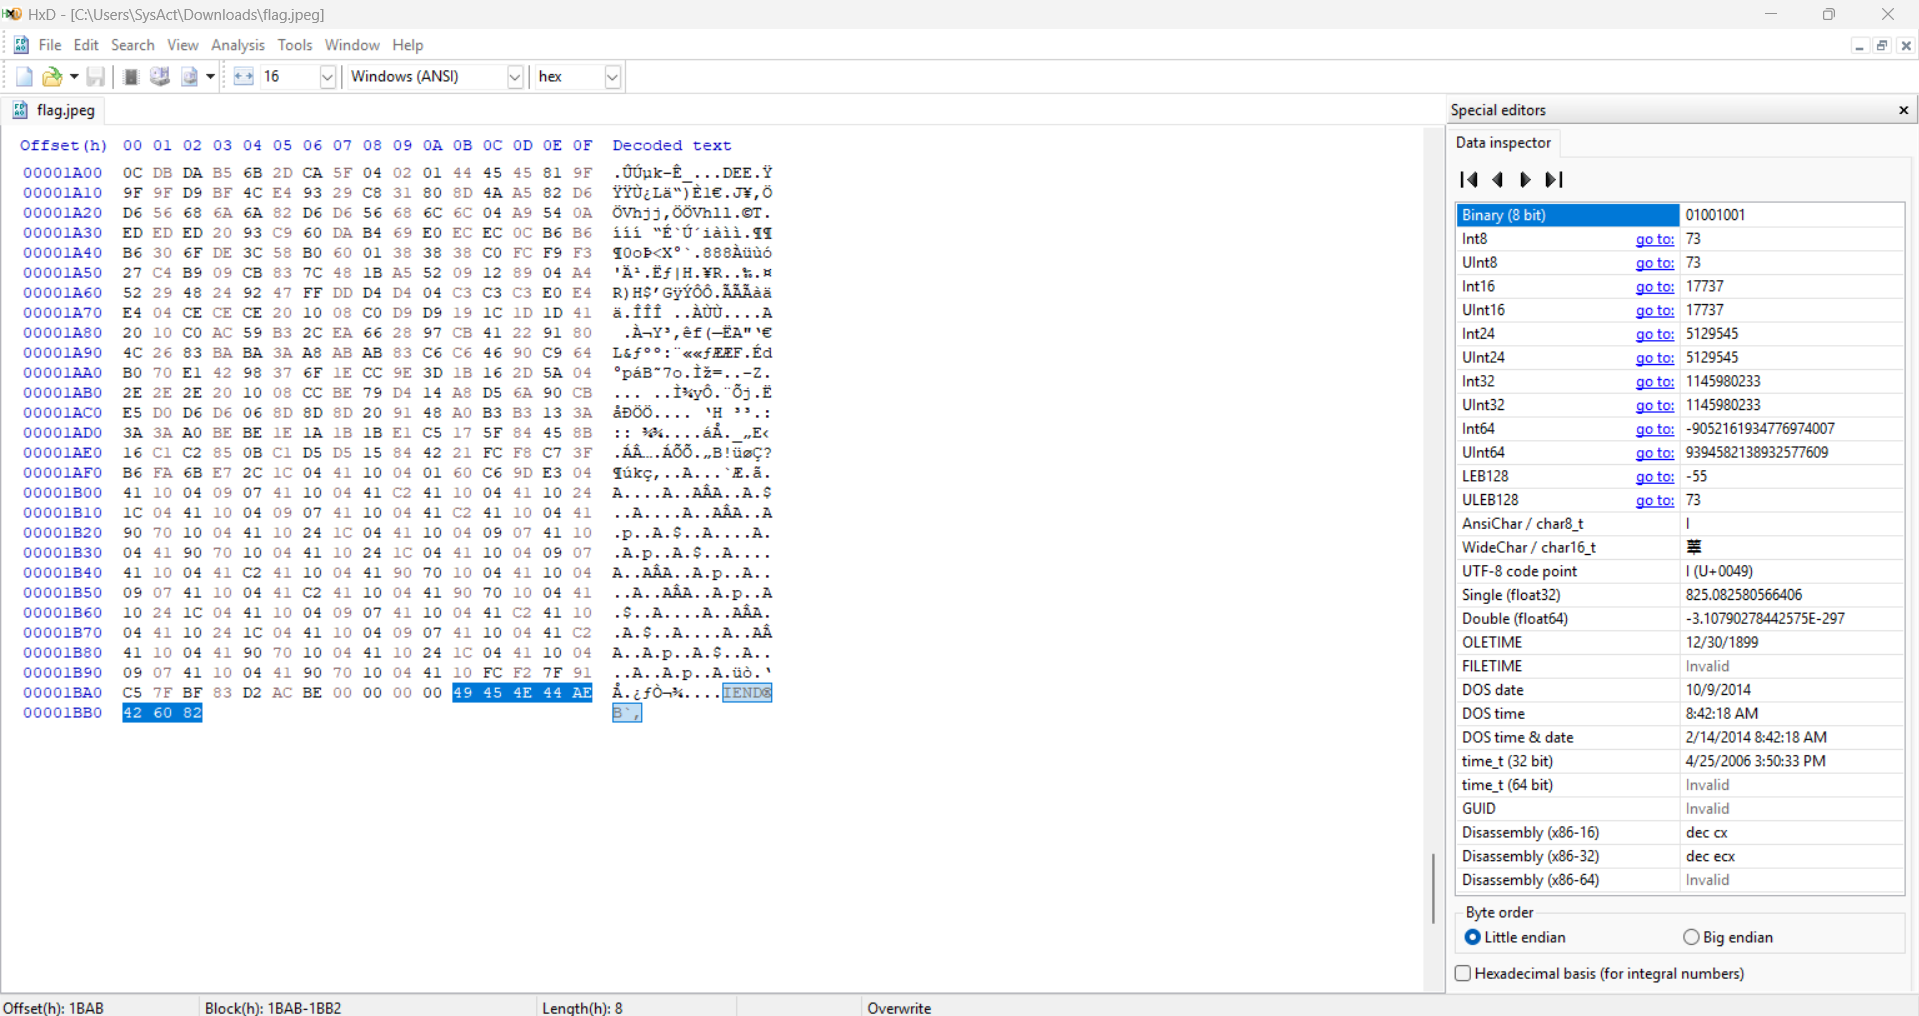 HxD - [C:\Users\SysAct\Downloads\flag.jpeg]
File Edit Search View Analysis Tools Window Help
16 Windows (ANSI) hex
flag.jpeg
Special editors
Data inspector
Offset(h) 00 01 02 03 04 05 06 07 08 09 0A 0B 0C 0D 0E 0F Decoded text
00001A00 0C DB DA B5 6B 2D CA 5F 04 02 01 44 45 45 81 9F .ÛÚµk-Ê_...DEE.Ÿ
00001A10 9F 9F D9 BF 4C E4 93 29 C8 31 80 8D 4A A5 82 D6 ŸŸÙ¿Lä“)È1€.J¥‚Ö
00001A20 D6 56 68 6A 6A 82 D6 D6 56 68 6C 6C 04 A9 54 0A ÖVhjj‚ÖÖVhll.©T.
00001A30 ED ED ED 20 93 C9 60 DA B4 69 E0 EC EC 0C B6 B6 ííí “É`Ú´iàìì.¶¶
00001A40 B6 30 6F DE 3C 58 B0 60 01 38 38 38 C0 FC F9 F3 ¶0oÞ<X°`.888Àüùó
00001A50 27 C4 B9 09 CB 83 7C 48 1B A5 52 09 12 89 04 A4 'Ä¹.Ëƒ|H.¥R..‰.¤
00001A60 52 29 48 24 92 47 FF DD D4 D4 04 C3 C3 C3 E0 E4 R)H$’GÿÝÔÔ.ÃÃÃàä
00001A70 E4 04 CE CE CE 20 10 08 C0 D9 D9 19 1C 1D 1D 41 ä.ÎÎÎ ..ÀÙÙ....A
00001A80 20 10 C0 AC 59 B3 2C EA 66 28 97 CB 41 22 91 80 .À¬Y³,êf(—ËA"‘€
00001A90 4C 26 83 BA BA 3A A8 AB AB 83 C6 C6 46 90 C9 64 L&ƒºº:¨««ƒÆÆF.Éd
00001AA0 B0 70 E1 42 98 37 6F 1E CC 9E 3D 1B 16 2D 5A 04 °páB˜7o.Ìž=..-Z.
00001AB0 2E 2E 2E 20 10 08 CC BE 79 D4 14 A8 D5 6A 90 CB ... ..Ì¾yÔ.¨Õj.Ë
00001AC0 E5 D0 D6 D6 06 8D 8D 8D 20 91 48 A0 B3 B3 13 3A åÐÖÖ.... ‘H ³³.:
00001AD0 3A 3A A0 BE BE 1E 1A 1B 1B E1 C5 17 5F 84 45 8B :: ¾¾....áÅ._„E‹
00001AE0 16 C1 C2 85 0B C1 D5 D5 15 84 42 21 FC F8 C7 3F .ÁÂ….ÁÕÕ.„B!üøÇ?
00001AF0 B6 FA 6B E7 2C 1C 04 41 10 04 01 60 C6 9D E3 04 ¶úkç,..A...`Æ.ã.
00001B00 41 10 04 09 07 41 10 04 41 C2 41 10 04 41 10 24 A....A..AÂA..A.$
00001B10 1C 04 41 10 04 09 07 41 10 04 41 C2 41 10 04 41 ..A....A..AÂA..A
00001B20 90 70 10 04 41 10 24 1C 04 41 10 04 09 07 41 10 .p..A.$..A....A.
00001B30 04 41 90 70 10 04 41 10 24 1C 04 41 10 04 09 07 .A.p..A.$..A....
00001B40 41 10 04 41 C2 41 10 04 41 90 70 10 04 41 10 04 A..AÂA..A.p..A..
00001B50 09 07 41 10 04 41 C2 41 10 04 41 90 70 10 04 41 ..A..AÂA..A.p..A
00001B60 10 24 1C 04 41 10 04 09 07 41 10 04 41 C2 41 10 .$..A....A..AÂA.
00001B70 04 41 10 24 1C 04 41 10 04 09 07 41 10 04 41 C2 .A.$..A....A..AÂ
00001B80 41 10 04 41 90 70 10 04 41 10 24 1C 04 41 10 04 A..A.p..A.$..A..
00001B90 09 07 41 10 04 41 90 70 10 04 41 10 FC F2 7F 91 ..A..A.p..A.üò.‘
00001BA0 C5 7F BF 83 D2 AC BE 00 00 00 00 49 45 4E 44 AE Å.¿ƒÒ¬¾....IEND®
00001BB0 42 60 82 B`‚
Binary (8 bit) 01001001
Int8 go to: 73
UInt8 go to: 73
Int16 go to: 17737
UInt16 go to: 17737
Int24 go to: 5129545
UInt24 go to: 5129545
Int32 go to: 1145980233
UInt32 go to: 1145980233
Int64 go to: -9052161934776974007
UInt64 go to: 9394582138932577609
LEB128 go to: -55
ULEB128 go to: 73
AnsiChar / char8_t I
WideChar / char16_t
UTF-8 code point I (U+0049)
Single (float32) 825.082580566406
Double (float64) -3.10790278442575E-297
OLETIME 12/30/1899
FILETIME Invalid
DOS date 10/9/2014
DOS time 8:42:18 AM
DOS time & date 2/14/2014 8:42:18 AM
time_t (32 bit) 4/25/2006 3:50:33 PM
time_t (64 bit) Invalid
GUID Invalid
Disassembly (x86-16) dec cx
Disassembly (x86-32) dec ecx
Disassembly (x86-64) Invalid
Byte order
Little endian Big endian
Hexadecimal basis (for integral numbers)
Offset(h): 1BAB Block(h): 1BAB-1BB2 Length(h): 8 Overwrite